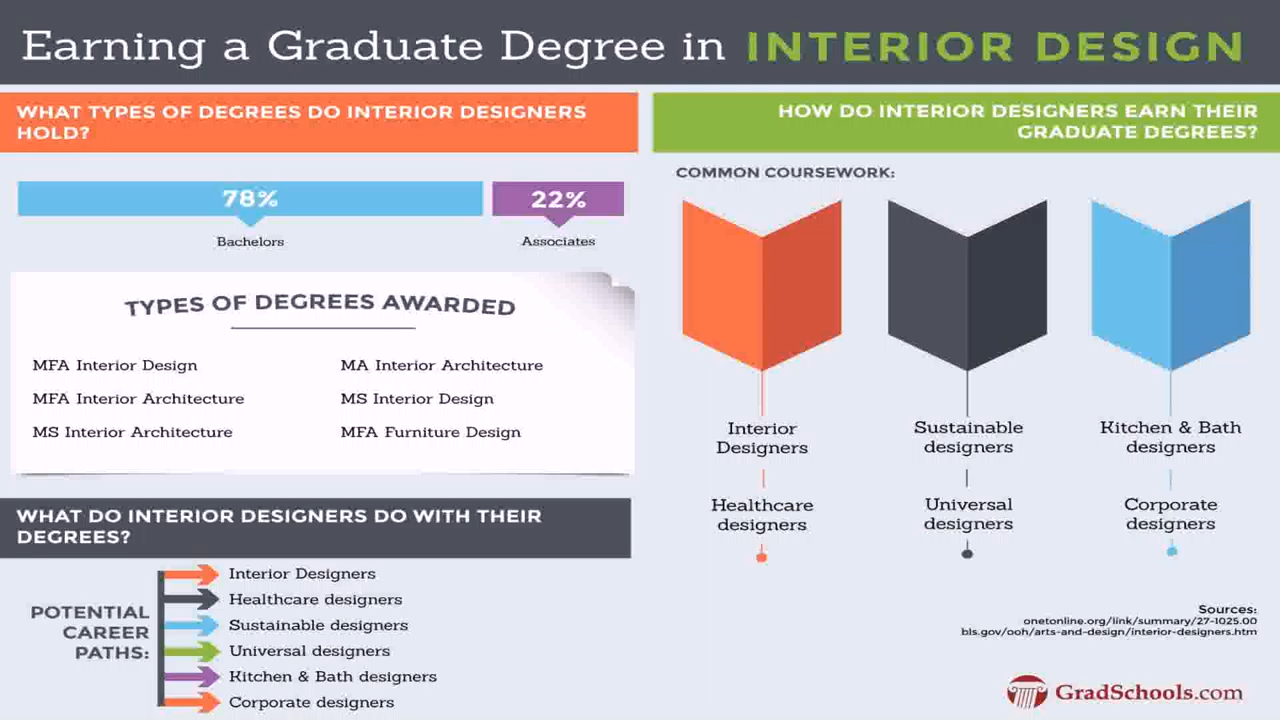 Earning a Graduate Degree in INTERIOR DESIGN
WHAT TYPES OF DEGREES DO INTERIOR DESIGNERS
HOLD?
78%
22%
Bachelors
Associates
TYPES OF DEGREES AWARDED
MFA Interior Design
MFA Interior Architecture
MS Interior Architecture
MA Interior Architecture
MS Interior Design
MFA Furniture Design
WHAT DO INTERIOR DESIGNERS DO WITH THEIR
DEGREES?
POTENTIAL
CAREER
PATHS:
Interior Designers
Healthcare designers
Sustainable designers
Universal designers
Kitchen & Bath designers
Corporate designers
HOW DO INTERIOR DESIGNERS EARN THEIR
GRADUATE DEGREES?
COMMON COURSEWORK:
Interior
Designers
Healthcare
designers
Sustainable
designers
Universal
designers
Kitchen & Bath
designers
Corporate
designers
Sources:
onetonline.org/link/summary/27-1025.00
bls.gov/ooh/arts-and-design/interior-designers.htm
GradSchools.com